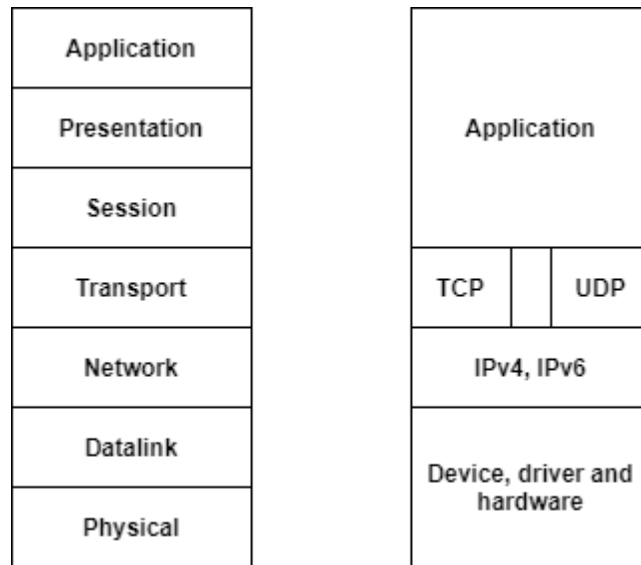 Application
Presentation
Session
Transport
Network
Datalink
Physical
Application
TCP
UDP
IPv4, IPv6
Device, driver and
hardware